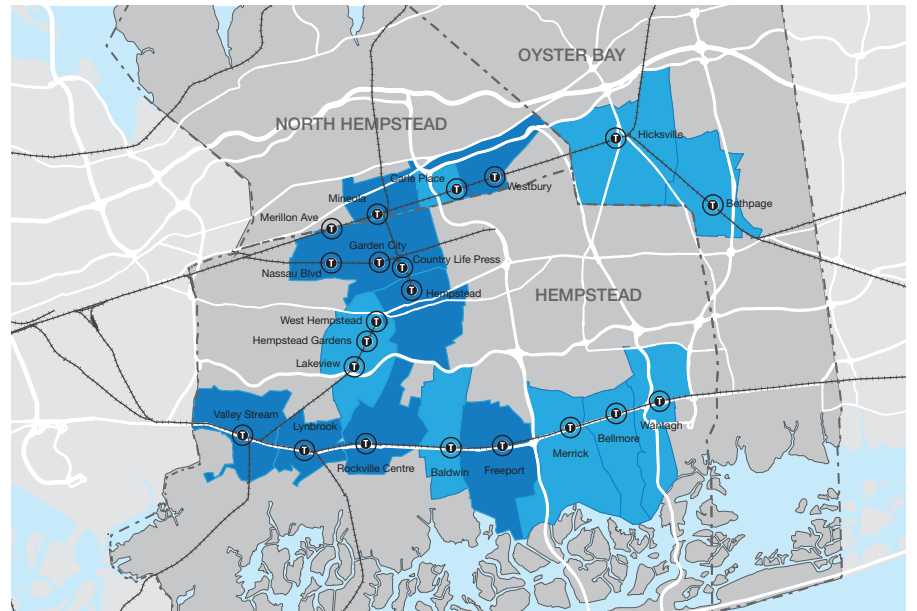 OYSTER BAY
NORTH HEMPSTEAD
Hicksville
T
Carle Place
T
T
Westbury
Mineola
T
T
Bethpage
Merillon Ave
T
Garden City
T
T
T
Country Life Press
Nassau Blvd
T
Hempstead
HEMPSTEAD
West Hempstead
T
Hempstead Gardens
T
Lakeview
T
Valley Stream
T
Lynbrook
T
T
Rockville Centre
T
Baldwin
T
Freeport
T
Merrick
T
Bellmore
T
Wantagh